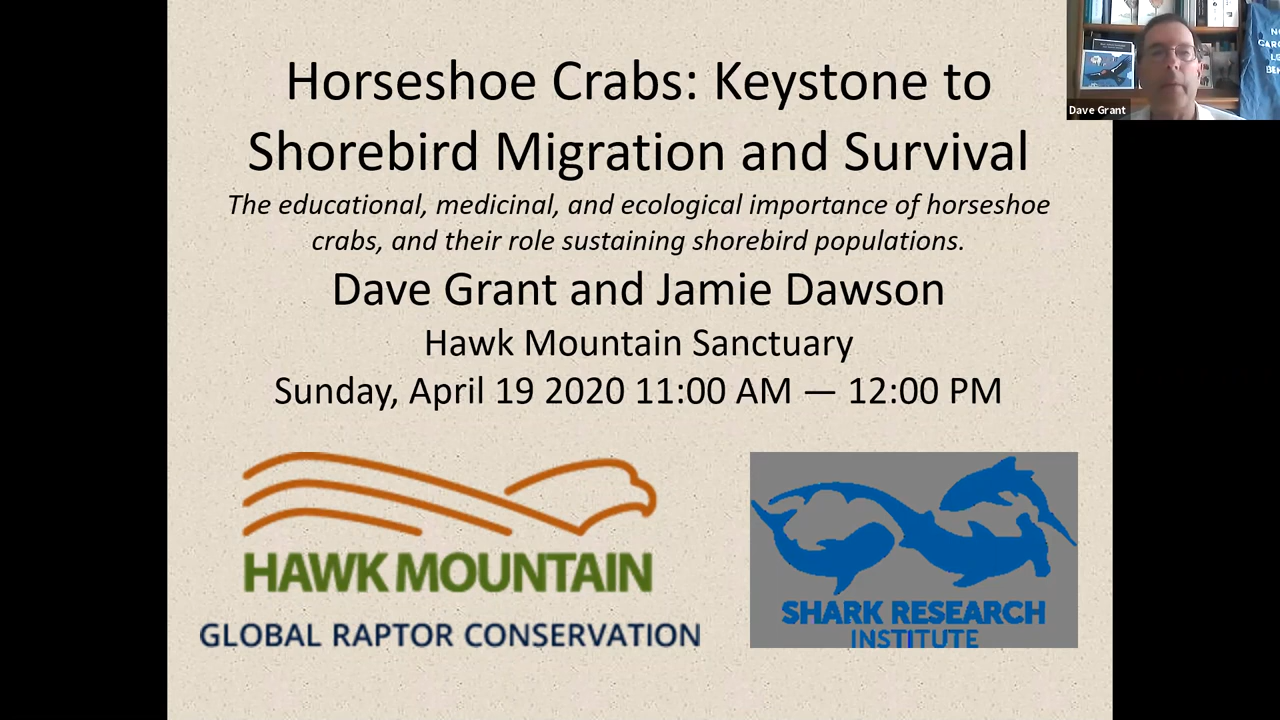 Horseshoe Crabs: Keystone to
Shorebird Migration and Survival
The educational, medicinal, and ecological importance of horseshoe
crabs, and their role sustaining shorebird populations.
Dave Grant and Jamie Dawson
Hawk Mountain Sanctuary
Sunday, April 19 2020 11:00 AM — 12:00 PM
HAWK MOUNTAIN
GLOBAL RAPTOR CONSERVATION
SHARK RESEARCH
INSTITUTE
Dave Grant